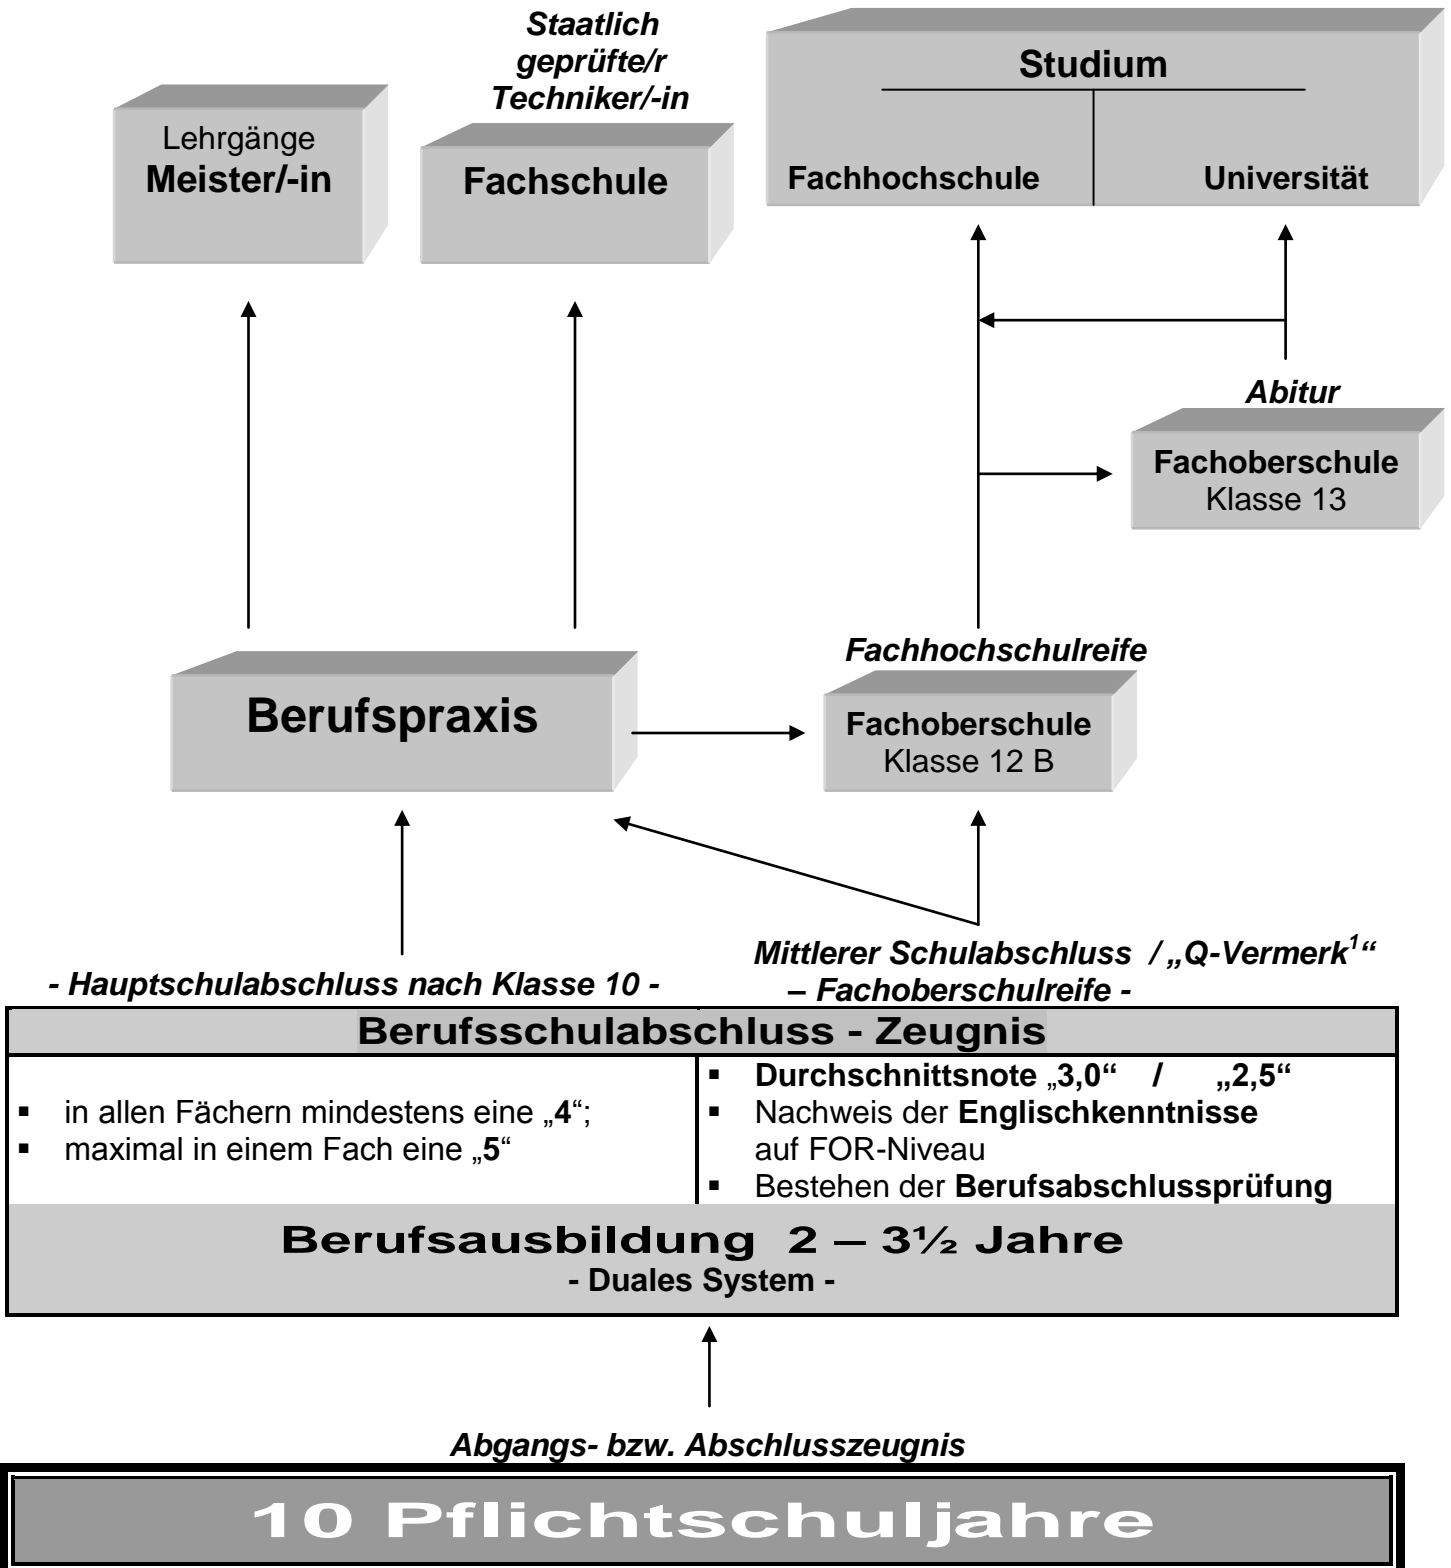 Staatlich
geprüfte/r
Techniker/-in
Studium
Lehrgänge
Meister/-in
Fachschule
Fachhochschule
Universität
Abitur
Fachoberschule
Klasse 13
Fachhochschulreife
Berufspraxis
Fachoberschule
Klasse 12 B
Mittlerer Schulabschluss / „Q-Vermerk¹“
– Fachoberschulreife -
- Hauptschulabschluss nach Klasse 10 -
Berufsschulabschluss - Zeugnis
▪ in allen Fächern mindestens eine „4“;
▪ maximal in einem Fach eine „5“
▪ Durchschnittsnote „3,0“ / „2,5“
▪ Nachweis der Englischkenntnisse
auf FOR-Niveau
▪ Bestehen der Berufsabschlussprüfung
Berufsausbildung 2 – 3½ Jahre
- Duales System -
Abgangs- bzw. Abschlusszeugnis
10 Pflichtschuljahre